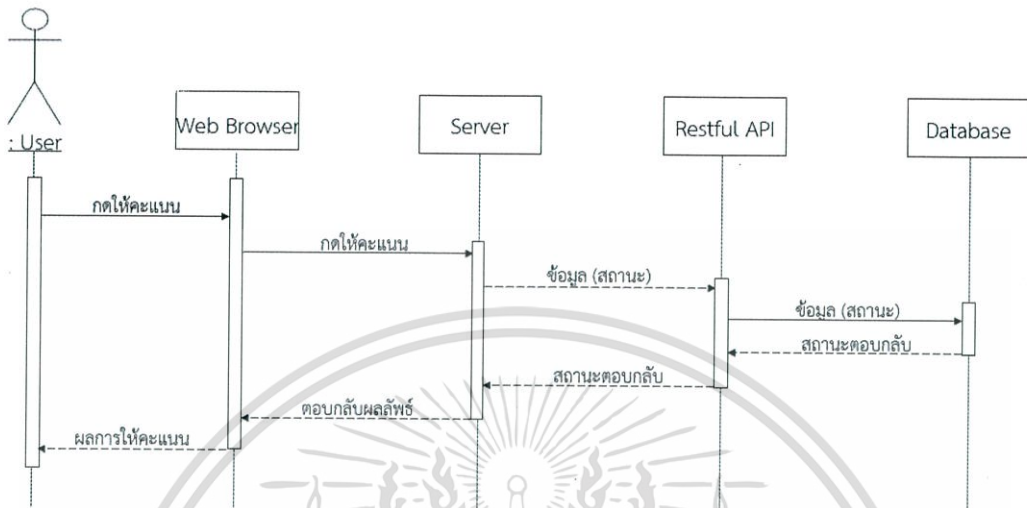 : User
Web Browser
Server
Restful API
Database
กดให้คะแนน
กดให้คะแนน
ข้อมูล (สถานะ)
ข้อมูล (สถานะ)
สถานะตอบกลับ
สถานะตอบกลับ
ตอบกลับผลลัพธ์
ผลการให้คะแนน